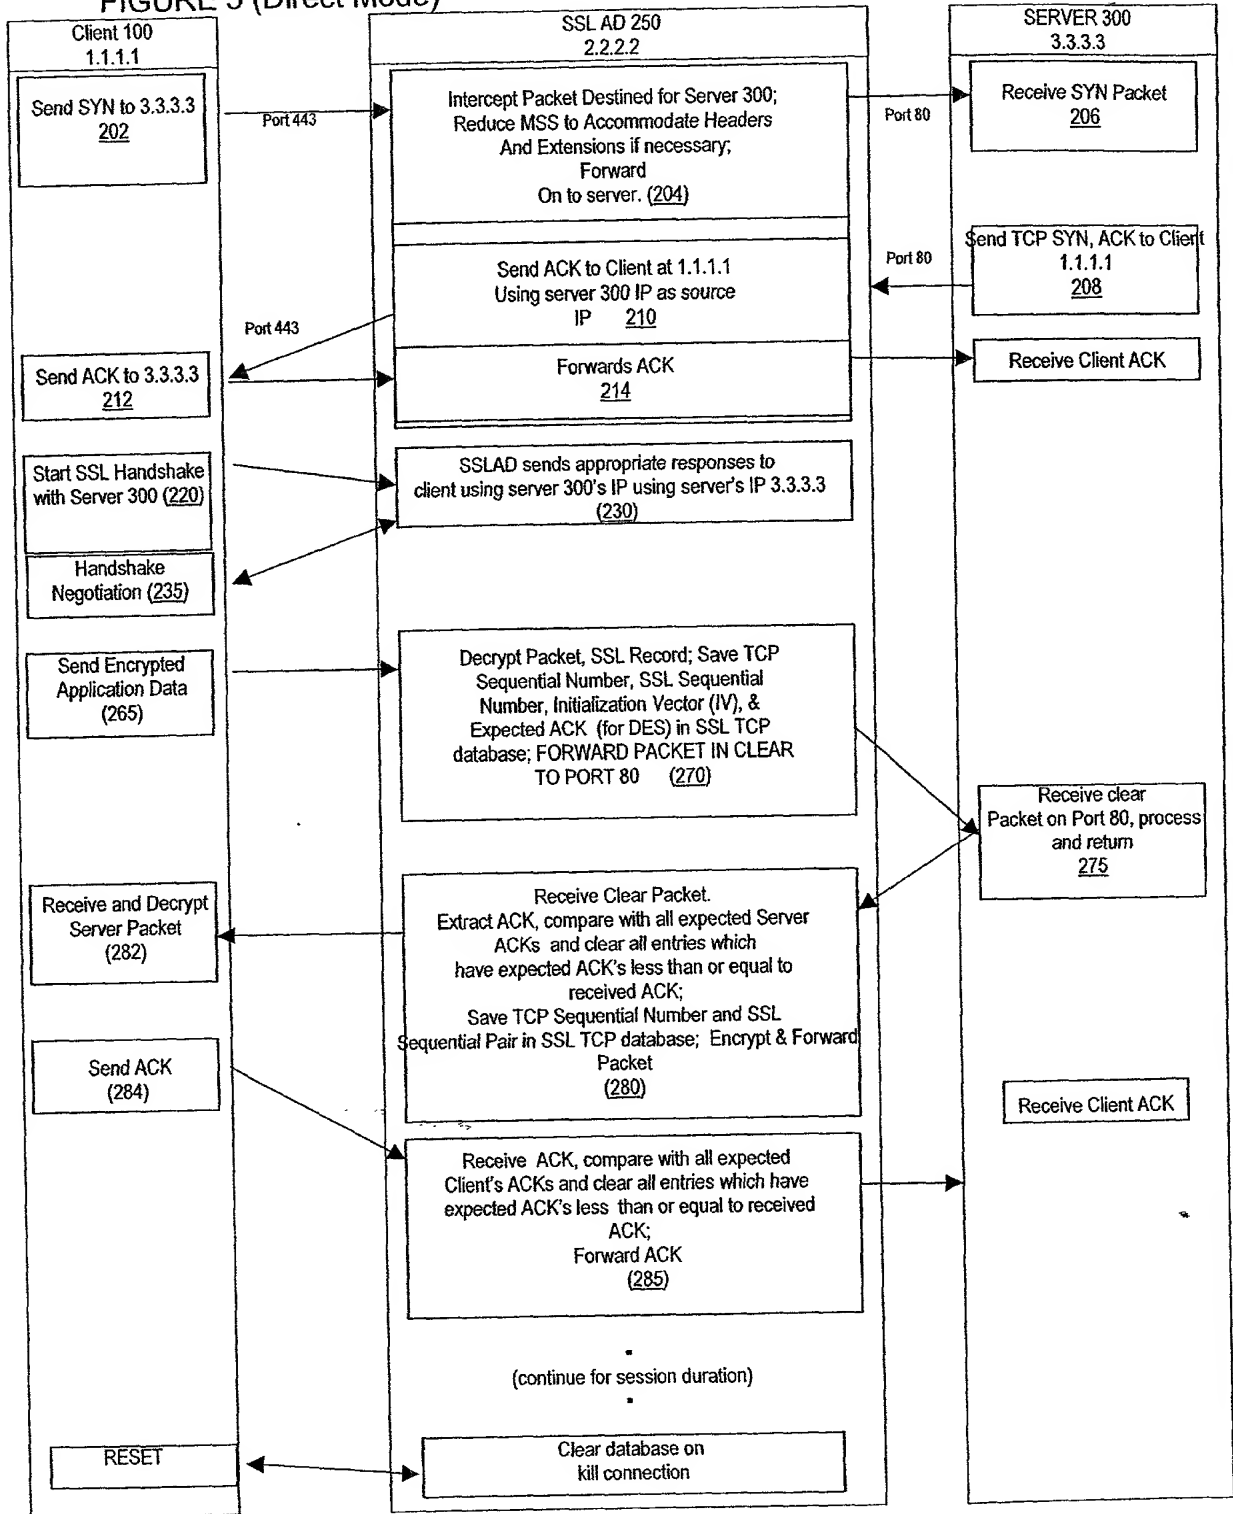 FIGURE 5 (Direct Mode)
Client 100
1.1.1.1
SSL AD 250
2.2.2.2
SERVER 300
3.3.3.3
Send SYN to 3.3.3.3
202
Port 443
Intercept Packet Destined for Server 300;
Reduce MSS to Accommodate Headers
And Extensions if necessary;
Forward
On to server. (204)
Port 80
Receive SYN Packet
206
Send TCP SYN, ACK to Client
1.1.1.1
208
Port 80
Send ACK to Client at 1.1.1.1
Using server 300 IP as source
IP 210
Port 443
Send ACK to 3.3.3.3
212
Forwards ACK
214
Receive Client ACK
Start SSL Handshake
with Server 300 (220)
SSLAD sends appropriate responses to
client using server 300's IP using server's IP 3.3.3.3
(230)
Handshake
Negotiation (235)
Send Encrypted
Application Data
(265)
Decrypt Packet, SSL Record; Save TCP
Sequential Number, SSL Sequential
Number, Initialization Vector (IV), &
Expected ACK (for DES) in SSL TCP
database; FORWARD PACKET IN CLEAR
TO PORT 80 (270)
Receive clear
Packet on Port 80, process
and return
275
Receive and Decrypt
Server Packet
(282)
Receive Clear Packet.
Extract ACK, compare with all expected Server
ACKs and clear all entries which
have expected ACK's less than or equal to
received ACK;
Save TCP Sequential Number and SSL
Sequential Pair in SSL TCP database; Encrypt & Forward
Packet
(280)
Send ACK
(284)
Receive Client ACK
Receive ACK, compare with all expected
Client's ACKs and clear all entries which have
expected ACK's less than or equal to received
ACK;
Forward ACK
(285)
(continue for session duration)
RESET
Clear database on
kill connection